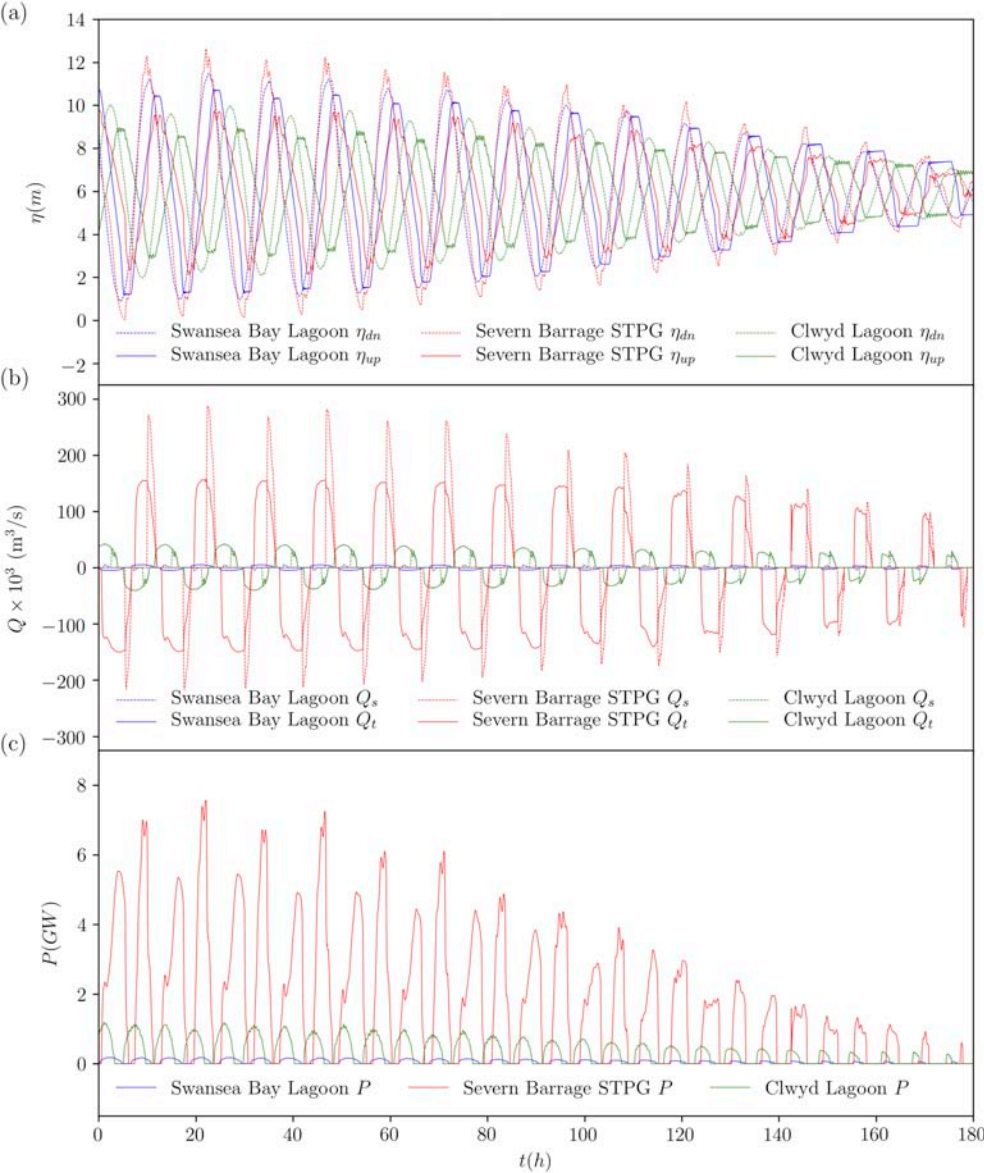 (a)
14
12
10
8
6
4
2
0
−2
η(m)
Swansea Bay Lagoon η_dn Severn Barrage STPG η_dn Clwyd Lagoon η_dn
Swansea Bay Lagoon η_up Severn Barrage STPG η_up Clwyd Lagoon η_up
(b)
300
200
100
0
−100
−200
−300
Q × 10³ (m³/s)
Swansea Bay Lagoon Q_s Severn Barrage STPG Q_s Clwyd Lagoon Q_s
Swansea Bay Lagoon Q_t Severn Barrage STPG Q_t Clwyd Lagoon Q_t
(c)
8
6
4
2
0
P(GW)
Swansea Bay Lagoon P Severn Barrage STPG P Clwyd Lagoon P
0 20 40 60 80 100 120 140 160 180
t(h)